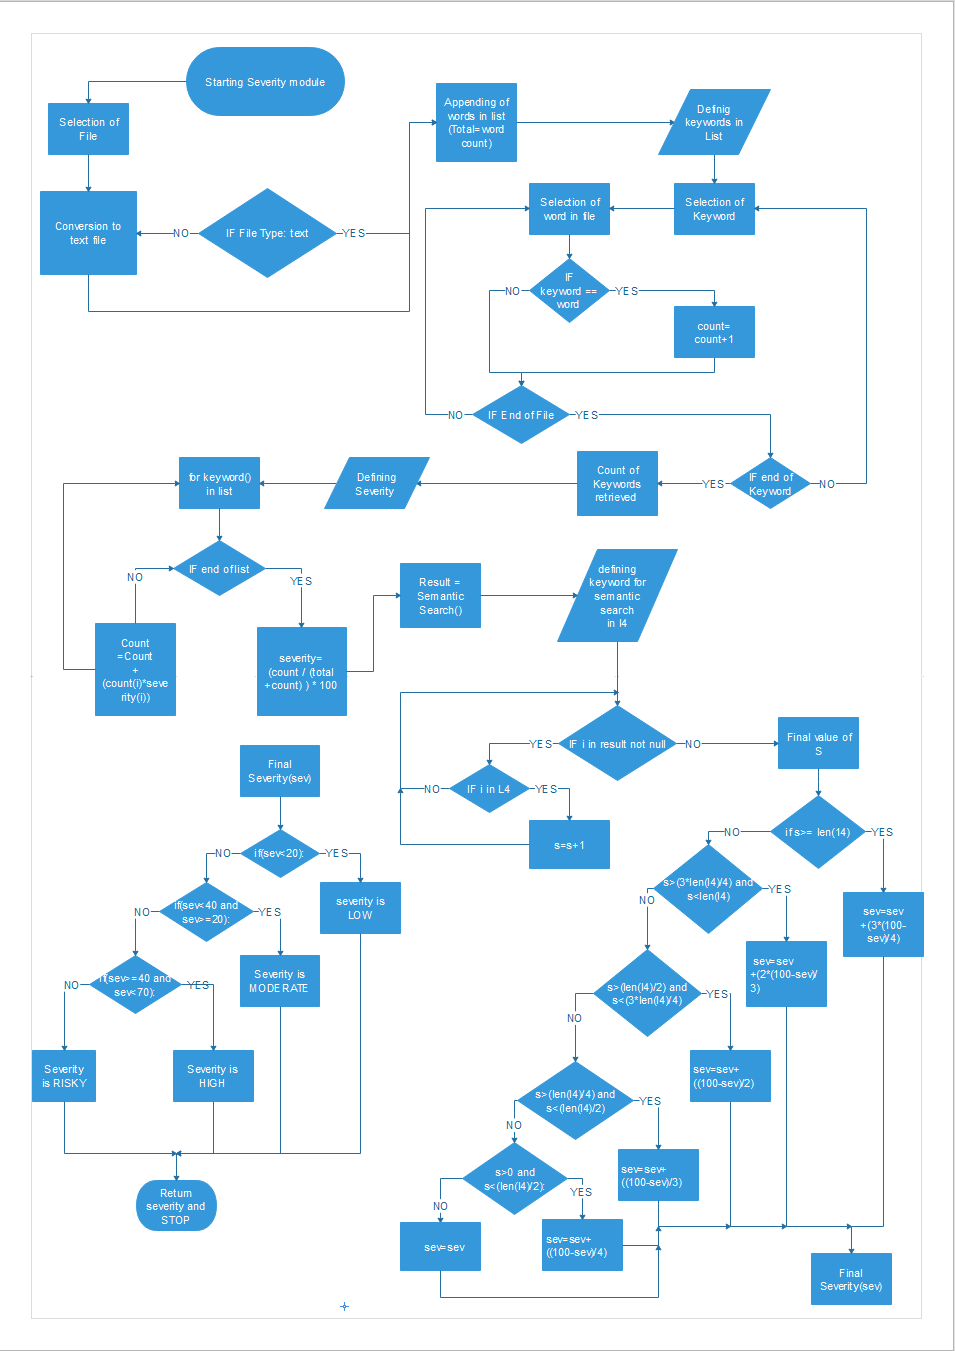 Starting Severity module
Selection of
File
Conversion to
text file
NO
IF File Type: text
YES
Appending of
words in list
(Total=word
count)
Definig
keywords in
List
Selection of
word in file
Selection of
Keyword
IF
keyword ==
word
NO
YES
count=
count+1
NO
IF End of File
YES
for keyword()
in list
Defining
Severity
Count of
Keywords
retrieved
YES
IF end of
Keyword
NO
NO
IF end of list
YES
Count
=Count
+
(count(i)*seve
rity(i))
severity=
(count / (total
+count) ) * 100
Result =
Semantic
Search()
defining
keyword for
semantic
search
in l4
YES
IF i in result not null
NO
Final value of
S
NO
IF i in L4
YES
s=s+1
NO
if s>= len(14)
YES
s>(3*len(l4)/4) and
s<len(l4)
NO
YES
sev=sev
+(3*(100-
sev)/4)
sev=sev
+(2*(100-sev)/
3)
s>(len(l4)/2) and
s<(3*len(l4)/4)
NO
YES
sev=sev+
((100-sev)/2)
s>(len(l4)/4) and
s<(len(l4)/2)
NO
YES
sev=sev+
((100-sev)/3)
s>0 and
s<(len(l4)/2):
NO
YES
sev=sev
sev=sev+
((100-sev)/4)
Final
Severity(sev)
Final
Severity(sev)
NO
if(sev<20):
YES
severity is
LOW
NO
if(sev<40 and
sev>=20):
YES
Severity is
MODERATE
NO
if(sev>=40 and
sev<70):
YES
Severity
is RISKY
Severity is
HIGH
Return
severity and
STOP